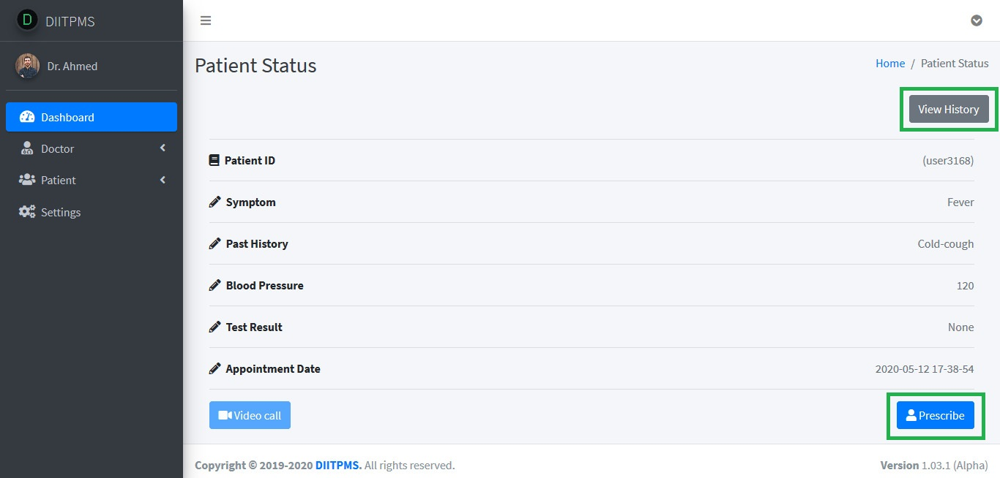 D DIITPMS
Dr. Ahmed
Dashboard
Doctor
Patient
Settings
Patient Status
Home / Patient Status
View History
Patient ID (user3168)
Symptom Fever
Past History Cold-cough
Blood Pressure 120
Test Result None
Appointment Date 2020-05-12 17-38-54
Video call Prescribe
Copyright © 2019-2020 DIITPMS. All rights reserved. Version 1.03.1 (Alpha)